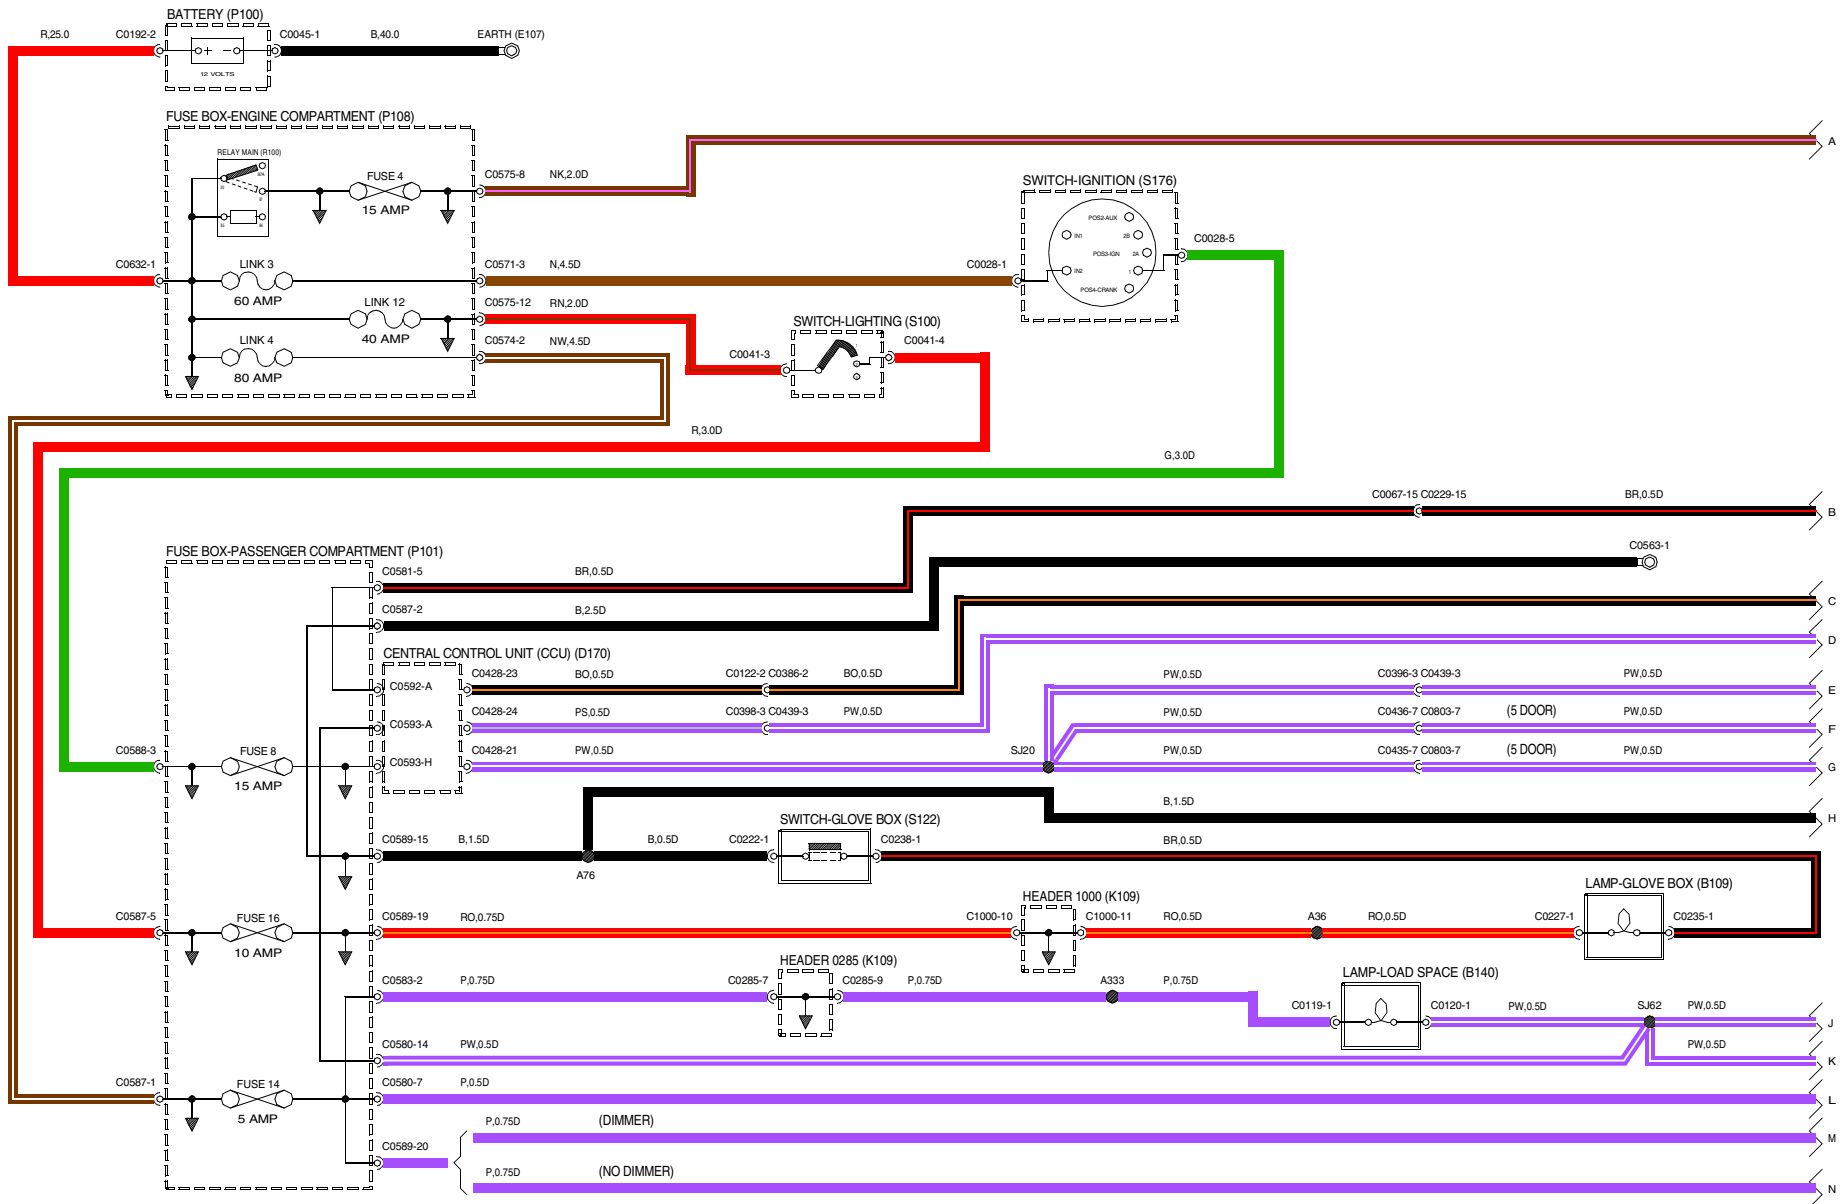 BATTERY (P100)
R,25.0 C0192-2 C0045-1 B,40.0 EARTH (E107)
12 VOLTS
FUSE BOX-ENGINE COMPARTMENT (P108)
A
RELAY MAIN (R100)
87A
87
FUSE 4
15 AMP
C0575-8 NK,2.0D
SWITCH-IGNITION (S176)
POS2-AUX
IN1 2B
POS3-IGN 2A
IN2 1
POS4-CRANK
C0028-5
C0632-1 LINK 3 C0571-3 N,4.5D C0028-1
60 AMP
LINK 12 C0575-12 RN,2.0D
40 AMP
SWITCH-LIGHTING (S100)
LINK 4 C0574-2 NW,4.5D
80 AMP
C0041-3 C0041-4
R,3.0D
G,3.0D
C0067-15 C0229-15 BR,0.5D B
FUSE BOX-PASSENGER COMPARTMENT (P101)
C0563-1
C0581-5 BR,0.5D
C
C0587-2 B,2.5D
D
CENTRAL CONTROL UNIT (CCU) (D170)
C0592-A C0428-23 BO,0.5D C0122-2 C0386-2 BO,0.5D PW,0.5D C0396-3 C0439-3 PW,0.5D E
C0593-A C0428-24 PS,0.5D C0398-3 C0439-3 PW,0.5D PW,0.5D C0436-7 C0803-7 (5 DOOR) PW,0.5D F
C0588-3 FUSE 8 C0593-H C0428-21 PW,0.5D SJ20 PW,0.5D C0435-7 C0803-7 (5 DOOR) PW,0.5D G
15 AMP
B,1.5D H
SWITCH-GLOVE BOX (S122)
C0589-15 B,1.5D B,0.5D C0222-1 C0238-1 BR,0.5D
A76
HEADER 1000 (K109) LAMP-GLOVE BOX (B109)
C0587-5 FUSE 16 C0589-19 RO,0.75D C1000-10 C1000-11 RO,0.5D A36 RO,0.5D C0227-1 C0235-1
10 AMP
HEADER 0285 (K109)
LAMP-LOAD SPACE (B140)
C0583-2 P,0.75D C0285-7 C0285-9 P,0.75D A333 P,0.75D
C0119-1 C0120-1 PW,0.5D SJ62 PW,0.5D J
C0580-14 PW,0.5D PW,0.5D K
C0587-1 FUSE 14 C0580-7 P,0.5D L
5 AMP
P,0.75D (DIMMER)
M
C0589-20
P,0.75D (NO DIMMER)
N